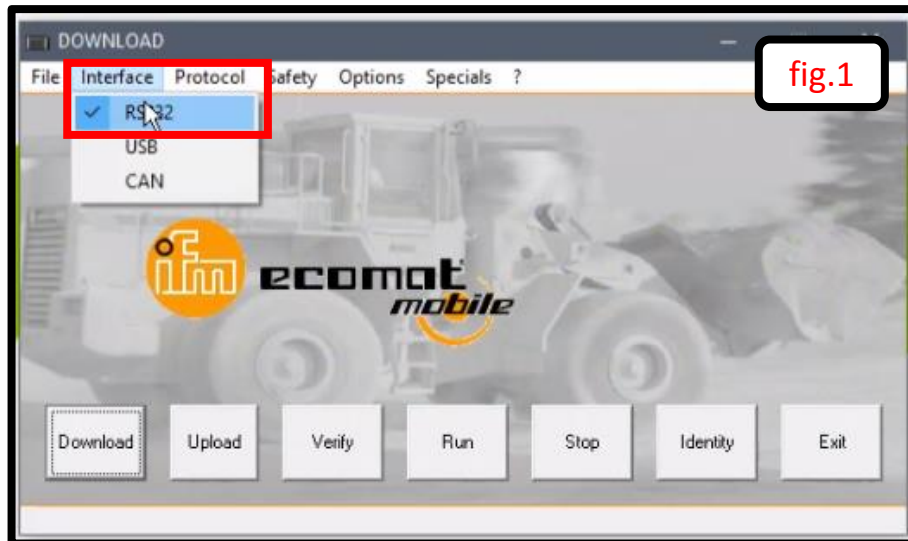 DOWNLOAD
fig.1
File Interface Protocol Safety Options Specials ?
RS232
USB
CAN
ifm ecomat
mobile
Download Upload Verify Run Stop Identity Exit